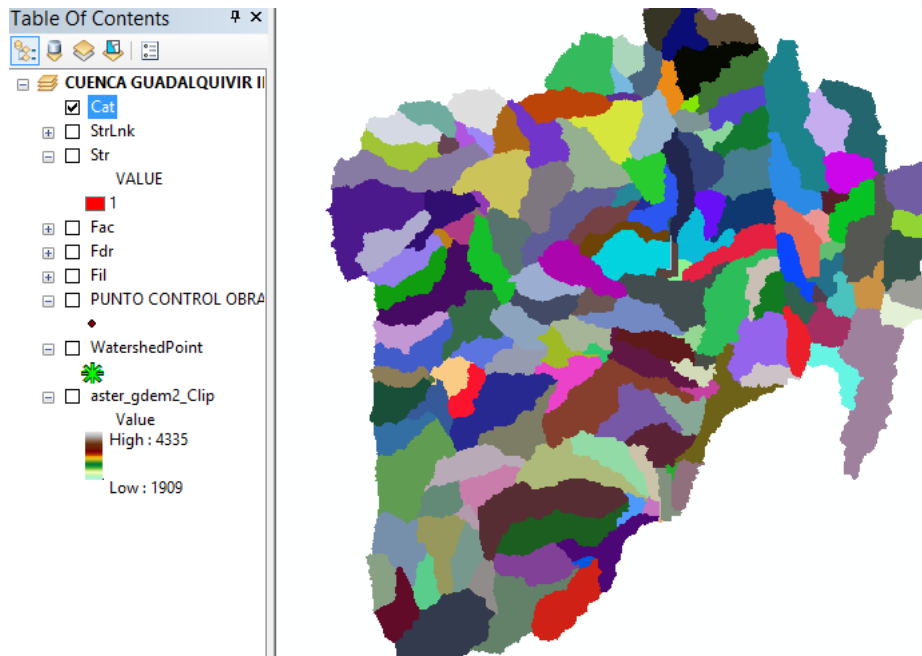 Table Of Contents
CUENCA GUADALQUIVIR II
Cat
StrLnk
Str
VALUE
1
Fac
Fdr
Fil
PUNTO CONTROL OBRA
WatershedPoint
aster_gdem2_Clip
Value
High : 4335
Low : 1909